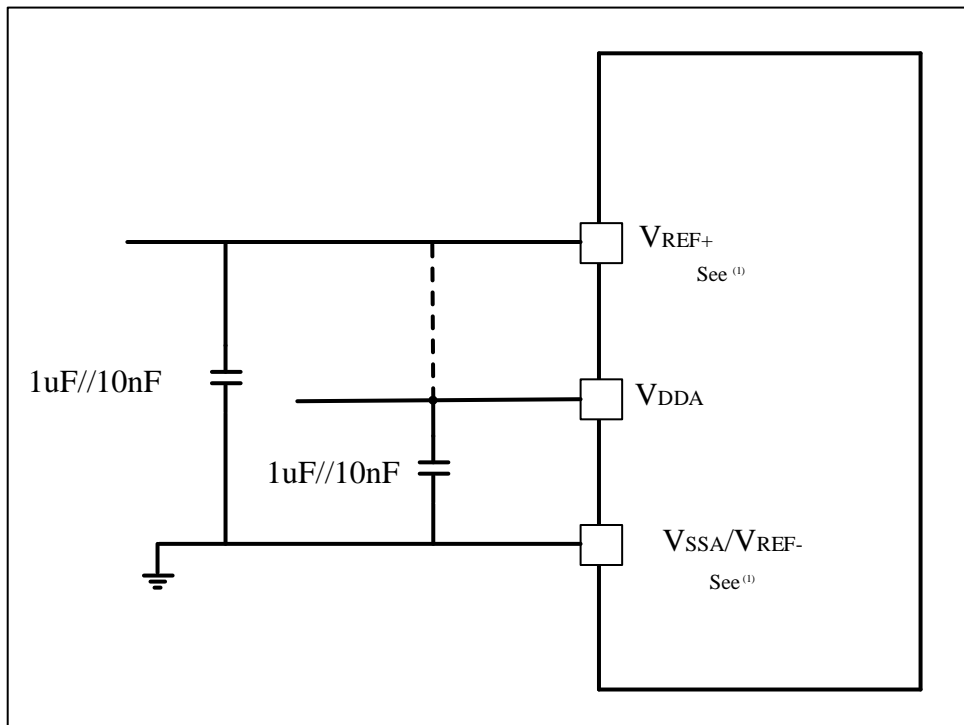 VREF+
See (1)
1uF//10nF
VDDA
1uF//10nF
VSSA/VREF-
See (1)